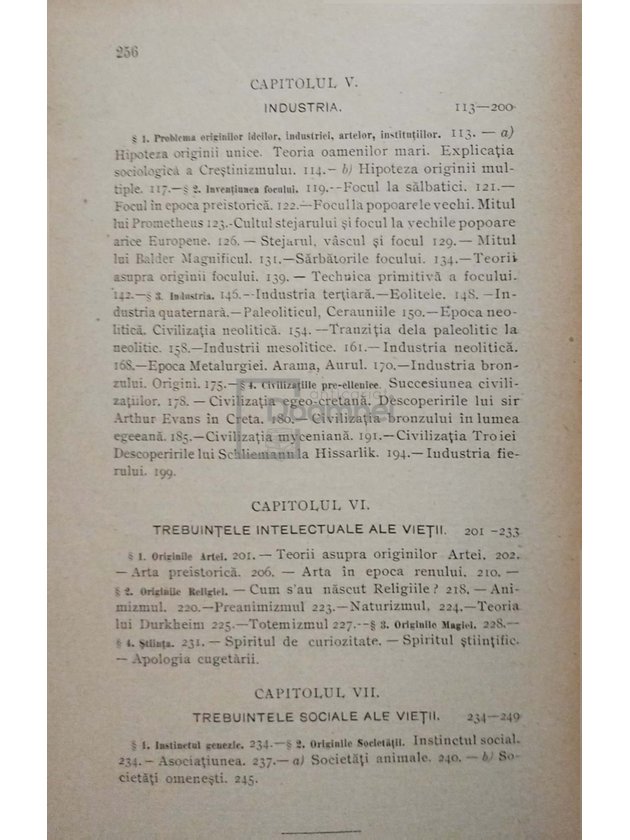 256
CAPITOLUL V.
INDUSTRIA. 113—200
§ 1. Problema originilor ideilor, industriei, artelor, instituțiilor. 113. — a)
Hipoteza originii unice. Teoria oamenilor mari. Explicația
sociologică a Creștinizmului. 114.- b) Hipoteza originii mul-
tiple. 117.—§ 2. Invențiunea focului. 119.--Focul la sălbatici. 121.—
Focul în epoca preistorică. 122.—Focul la popoarele vechi. Mitul
lui Prometheus 123.-Cultul stejarului și focul la vechile popoare
arice Europene. 126. — Stejarul, vâscul și focul 129.— Mitul
lui Balder Magnificul. 131.—Sărbătorile focului. 134.—Teorii
asupra originii focului. 139. — Technica primitivă a focului.
142.—§ 3. Industria. 146.--Industria terțiară.—Eolitele. 148. —In-
dustria quaternară.—Paleoliticul, Cerauniile 150.—Epoca neo-
litică. Civilizația neolitică. 154. —Tranziția dela paleolitic la
neolitic. 158.—Industrii mesolitice. 161.—Industria neolitică.
168.—Epoca Metalurgiei. Arama, Aurul. 170.—Industria bron-
zului. Origini. 175.—§ 4. Civilizațiile pre-ellenice. Succesiunea civili-
zațiilor. 178. — Civilizația egeo-cretană. Descoperirile lui sir
Arthur Evans în Creta. 180.— Civilizația bronzului în lumea
egeeană. 185.—Civilizația myceniană. 191.—Civilizația Troiei
Descoperirile lui Schliemann la Hissarlik. 194.—Industria fie-
rului. 199.
CAPITOLUL VI.
TREBUINȚELE INTELECTUALE ALE VIEȚII. 201 -233
§ 1. Originile Artei. 201. — Teorii asupra originilor Artei. 202.
— Arta preistorică. 206. — Arta în epoca renului. 210. —
§ 2. Originile Religiei. — Cum s'au născut Religiile? 218. — Ani-
mizmul. 220.—Preanimizmul 223.—Naturizmul, 224.—Teoria
lui Durkheim 225.—Totemizmul 227.--§ 3. Originile Magiei. 228.—
§ 4. Știința. 231. — Spiritul de curiozitate. — Spiritul științific.
— Apologia cugetării.
CAPITOLUL VII.
TREBUINTELE SOCIALE ALE VIEȚII. 234—249
§ 1. Instinctul genezic. 234.—§ 2. Originile Societății. Instinctul social.
234. – Asociațiunea. 237.— a) Societăți animale. 240. — b) So-
cietăți omenești. 245.